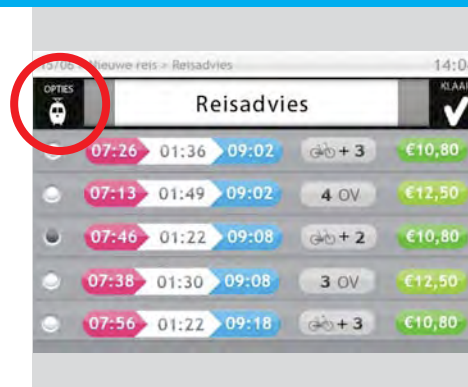 15/06 > Nieuwe reis > Reisadvies 14:0
OPTIES Reisadvies KLAA
07:26 01:36 09:02 + 3 €10,80
07:13 01:49 09:02 4 OV €12,50
07:46 01:22 09:08 + 2 €10,80
07:38 01:30 09:08 3 OV €12,50
07:56 01:22 09:18 + 3 €10,80